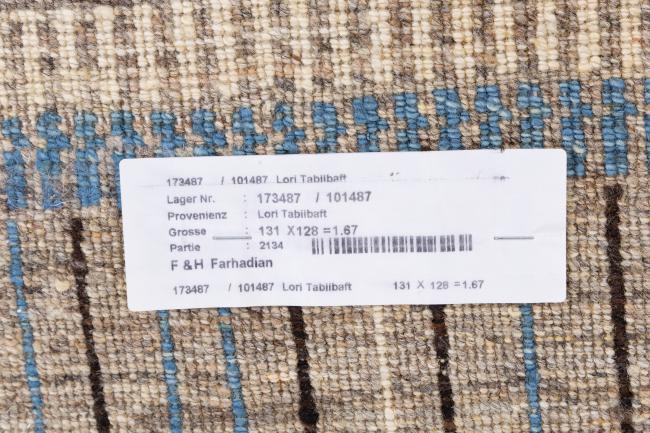 173487 / 101487 Lori Tabiibaft
Lager Nr. : 173487 / 101487
Provenienz : Lori Tabiibaft
Grosse : 131 X 128 = 1.67
Partie : 2134
F & H Farhadian
173487 / 101487 Lori Tabiibaft 131 X 128 = 1.67